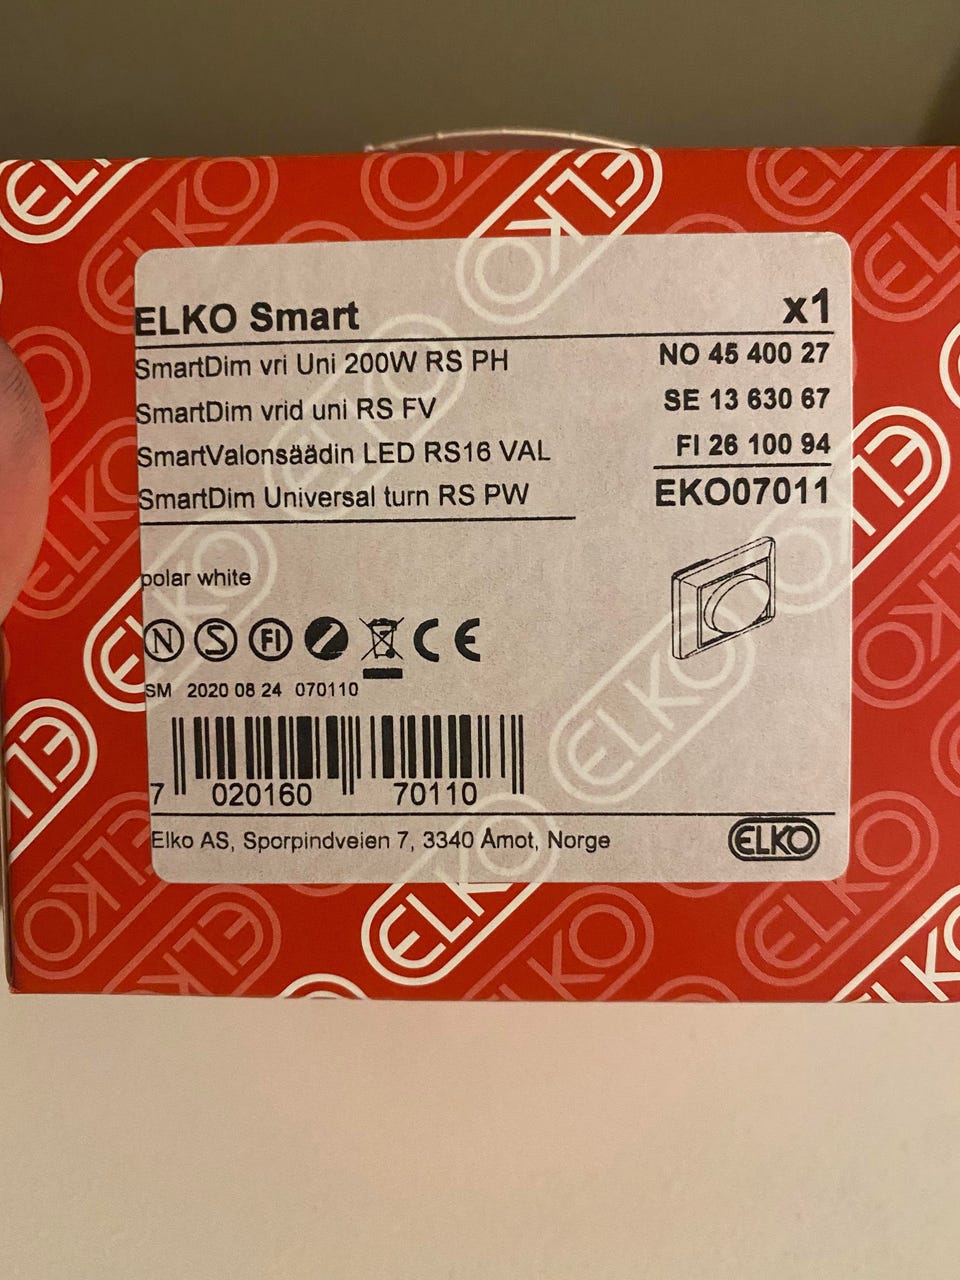 ELKO Smart x1
SmartDim vri Uni 200W RS PH NO 45 400 27
SmartDim vrid uni RS FV SE 13 630 67
SmartValonsäädin LED RS16 VAL FI 26 100 94
SmartDim Universal turn RS PW EKO07011
polar white
N S FI CE
SM 2020 08 24 070110
7 020160 70110
Elko AS, Sporpindveien 7, 3340 Åmot, Norge ELKO